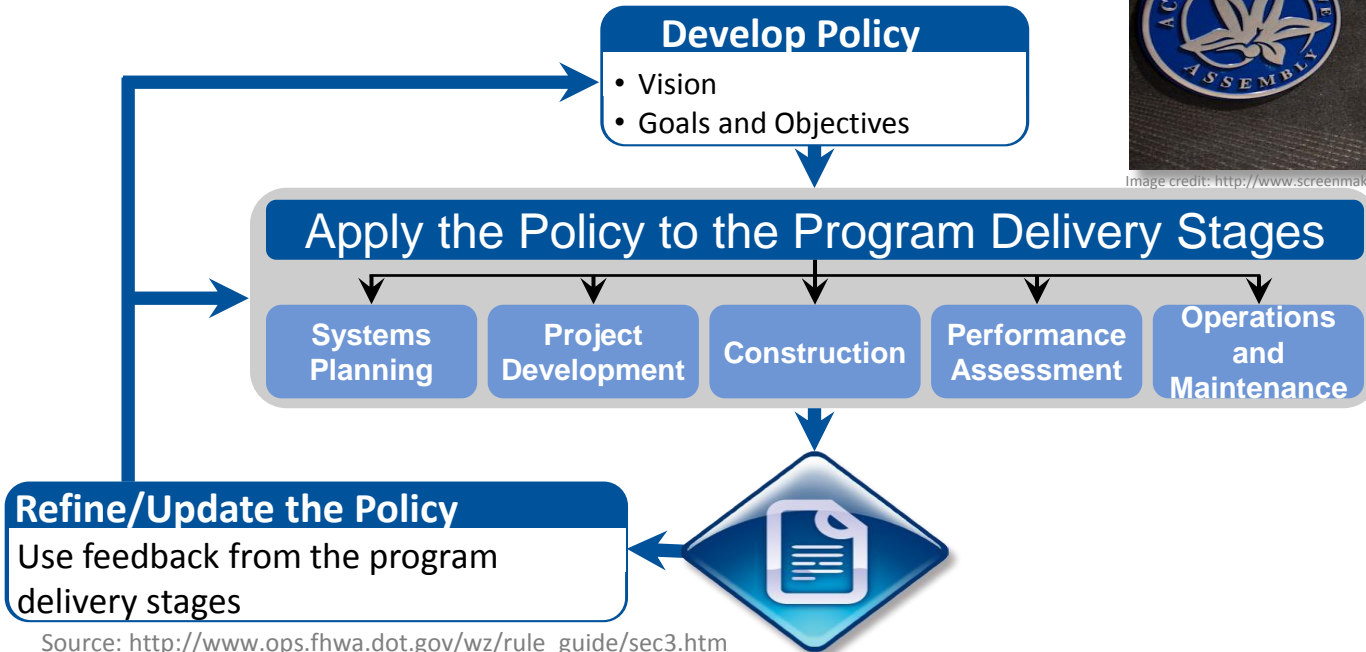 Develop Policy
• Vision
• Goals and Objectives
ASSEMBLY
Image credit: http://www.screenmak
Apply the Policy to the Program Delivery Stages
Systems
Planning
Project
Development
Construction
Performance
Assessment
Operations
and
Maintenance
Refine/Update the Policy
Use feedback from the program
delivery stages
Source: http://www.ops.fhwa.dot.gov/wz/rule_guide/sec3.htm